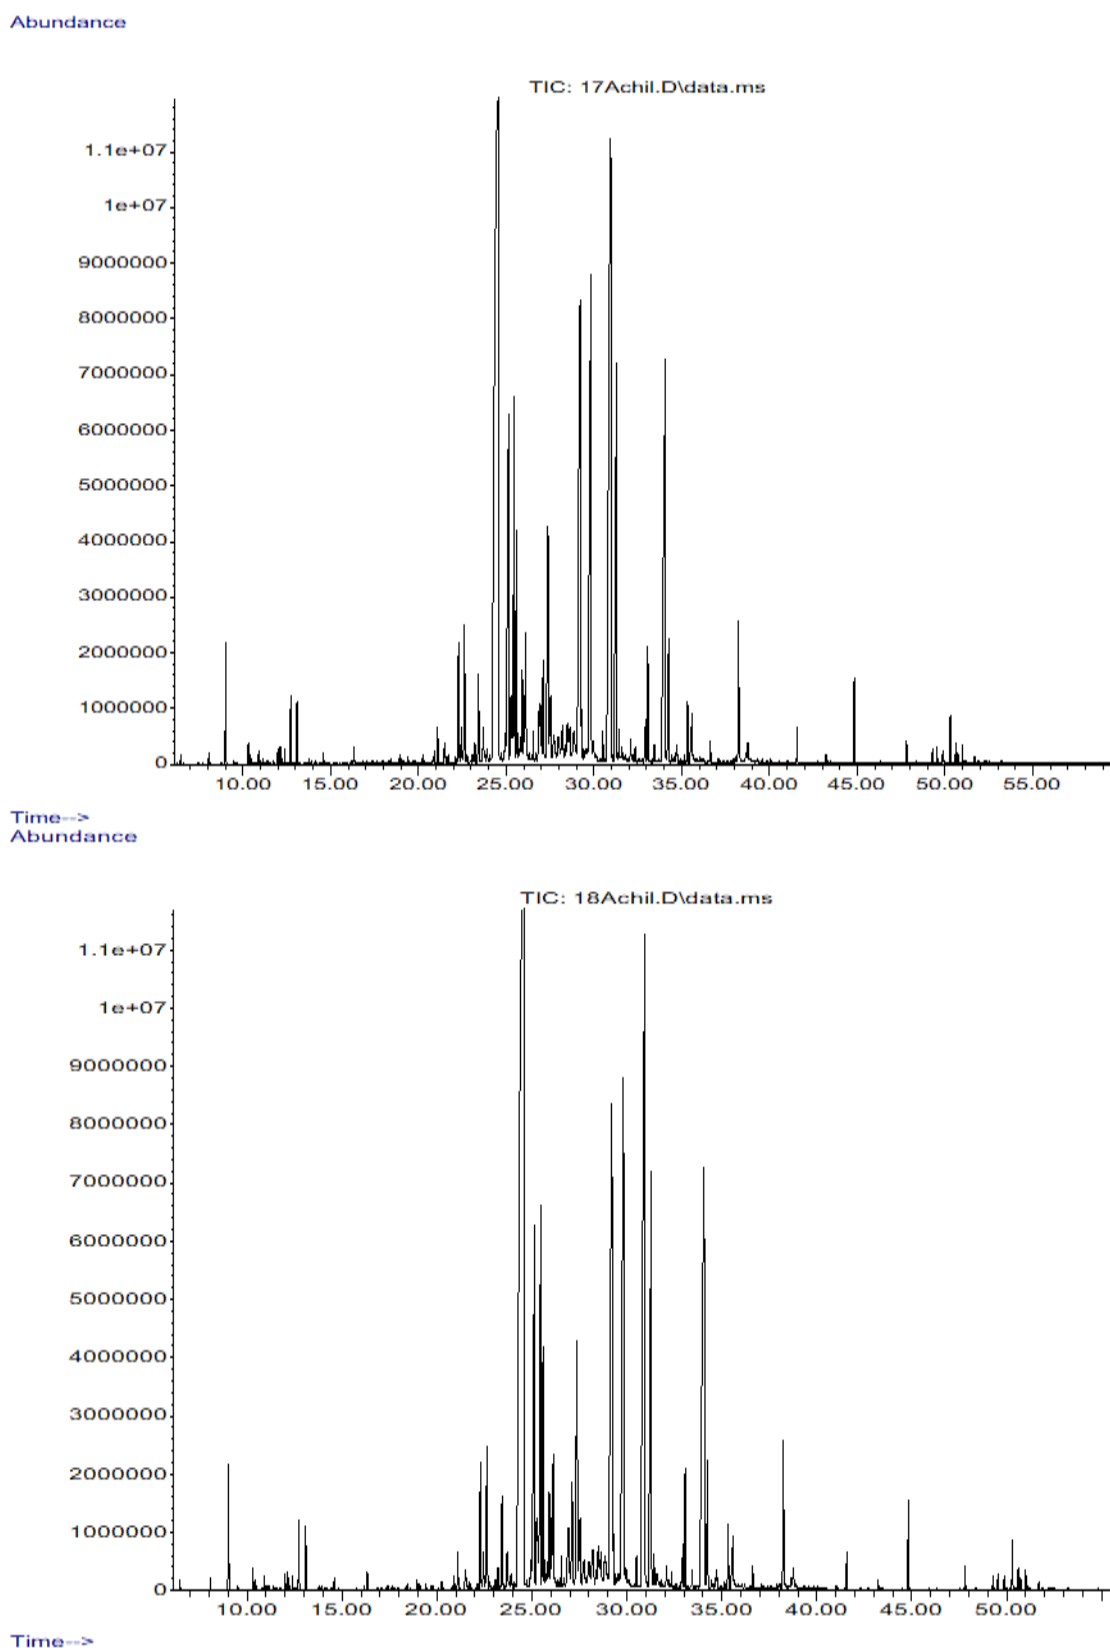 Abundance
TIC: 17Achil.D\data.ms
1.1e+07
1e+07
9000000
8000000
7000000
6000000
5000000
4000000
3000000
2000000
1000000
0
10.00 15.00 20.00 25.00 30.00 35.00 40.00 45.00 50.00 55.00
Time-->
Abundance
TIC: 18Achil.D\data.ms
1.1e+07
1e+07
9000000
8000000
7000000
6000000
5000000
4000000
3000000
2000000
1000000
0
10.00 15.00 20.00 25.00 30.00 35.00 40.00 45.00 50.00
Time-->